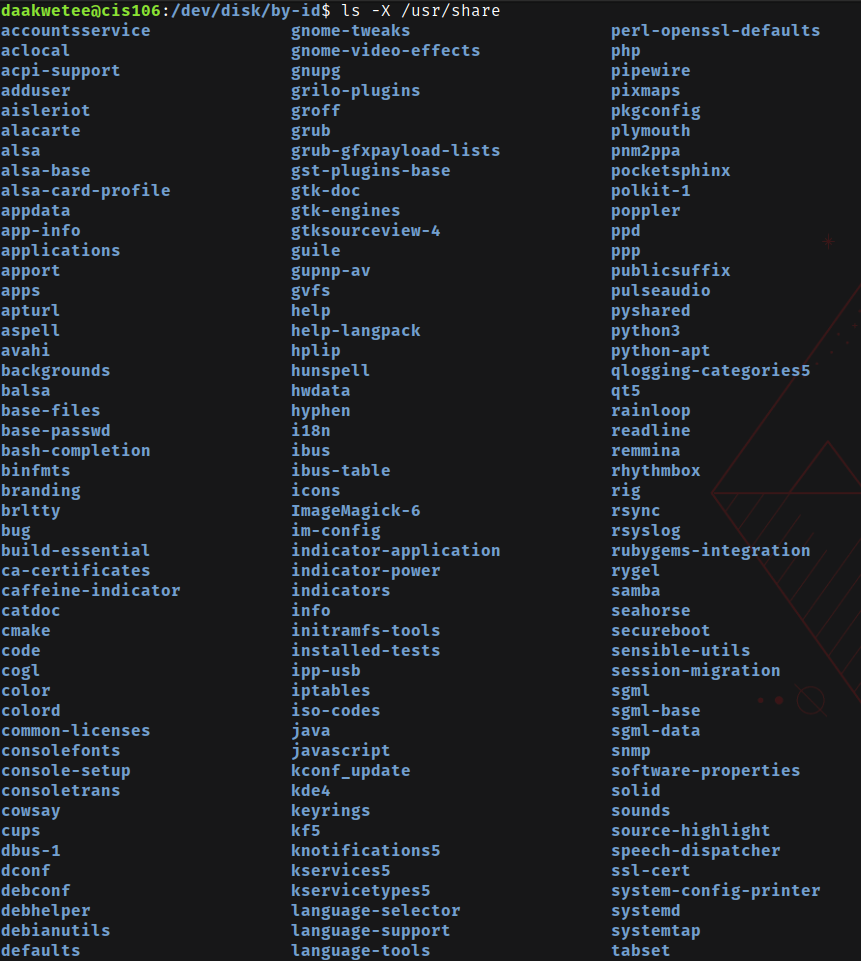 daakwetee@cis106:/dev/disk/by-id$ ls -X /usr/share
accountsservice gnome-tweaks perl-openssl-defaults
aclocal gnome-video-effects php
acpi-support gnupg pipewire
adduser grilo-plugins pixmaps
aisleriot groff pkgconfig
alacarte grub plymouth
alsa grub-gfxpayload-lists pnm2ppa
alsa-base gst-plugins-base pocketsphinx
alsa-card-profile gtk-doc polkit-1
appdata gtk-engines poppler
app-info gtksourceview-4 ppd
applications guile ppp
apport gupnp-av publicsuffix
apps gvfs pulseaudio
apturl help pyshared
aspell help-langpack python3
avahi hplip python-apt
backgrounds hunspell qlogging-categories5
balsa hwdata qt5
base-files hyphen rainloop
base-passwd i18n readline
bash-completion ibus remmina
binfmts ibus-table rhythmbox
branding icons rig
brltty ImageMagick-6 rsync
bug im-config rsyslog
build-essential indicator-application rubygems-integration
ca-certificates indicator-power rygel
caffeine-indicator indicators samba
catdoc info seahorse
cmake initramfs-tools secureboot
code installed-tests sensible-utils
cogl ipp-usb session-migration
color iptables sgml
colord iso-codes sgml-base
common-licenses java sgml-data
consolefonts javascript snmp
console-setup kconf_update software-properties
consoletrans kde4 solid
cowsay keyrings sounds
cups kf5 source-highlight
dbus-1 knotifications5 speech-dispatcher
dconf kservices5 ssl-cert
debconf kservicetypes5 system-config-printer
debhelper language-selector systemd
debianutils language-support systemtap
defaults language-tools tabset